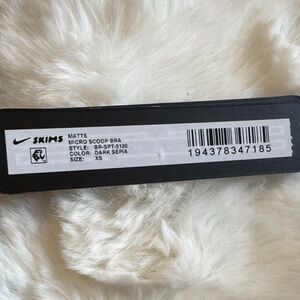 SKIMS
MATTE
MICRO SCOOP BRA
STYLE: BR-SPT-5120
COLOR: DARK SEPIA
SIZE: XS
194378347185